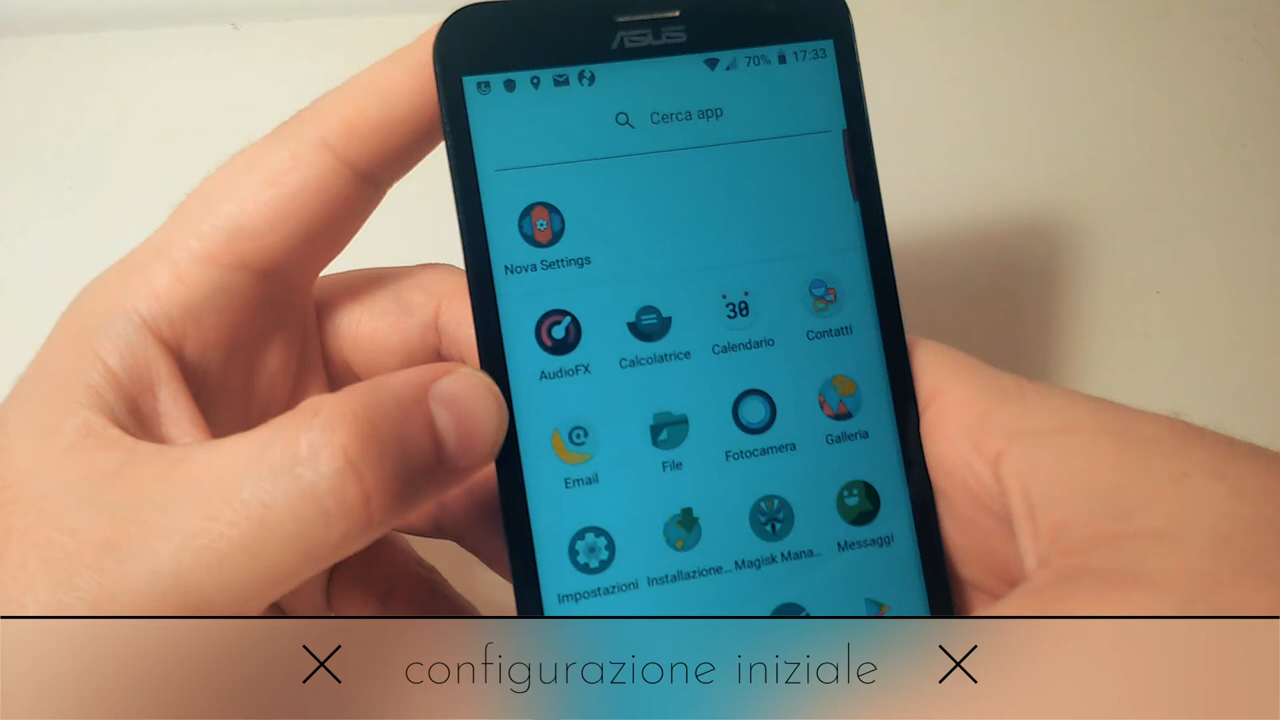 ASUS
70% 17:33
Cerca app
Nova Settings
30
AudioFX Calcolatrice Calendario Contatti
@
Email File Fotocamera Galleria
Impostazioni Installazione... Magisk Mana... Messaggi
configurazione iniziale